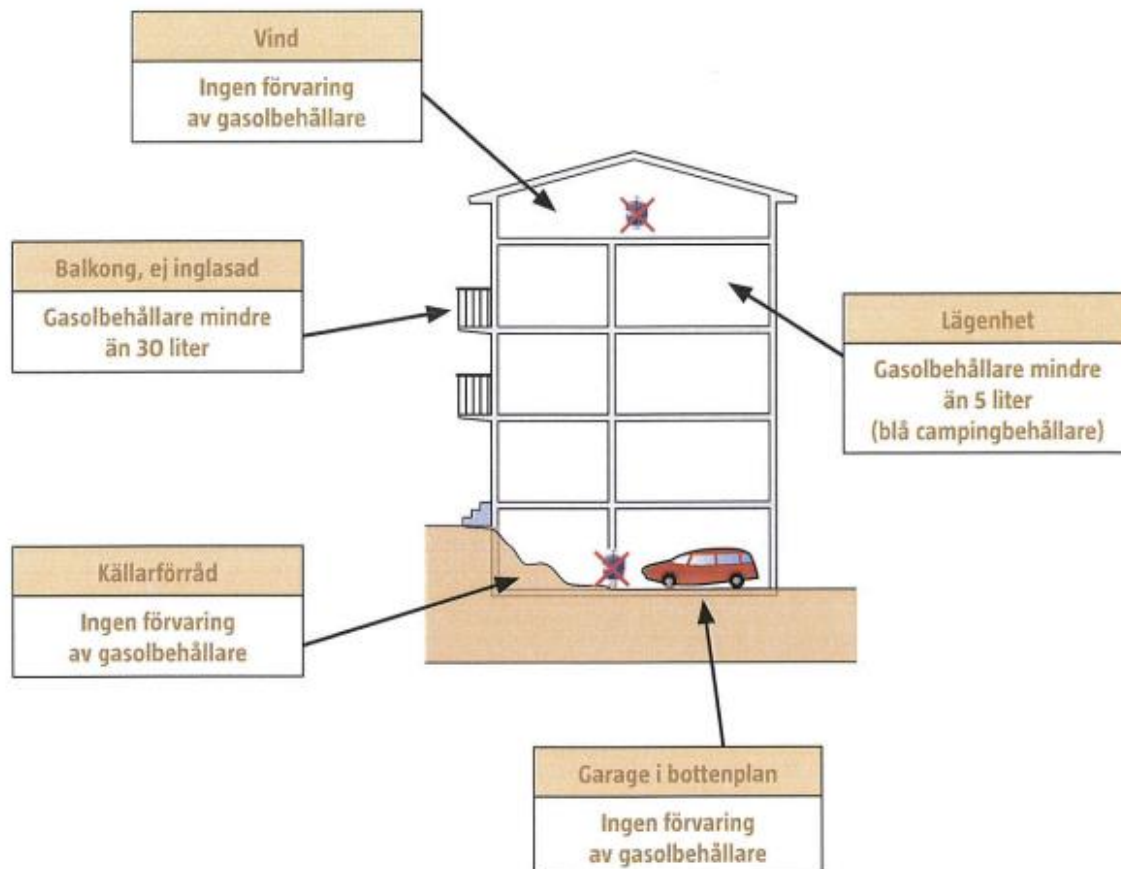 Vind
Ingen förvaring
av gasolbehållare
Balkong, ej inglasad
Gasolbehållare mindre
än 30 liter
Lägenhet
Gasolbehållare mindre
än 5 liter
(blå campingbehållare)
Källarförråd
Ingen förvaring
av gasolbehållare
Garage i bottenplan
Ingen förvaring
av gasolbehållare